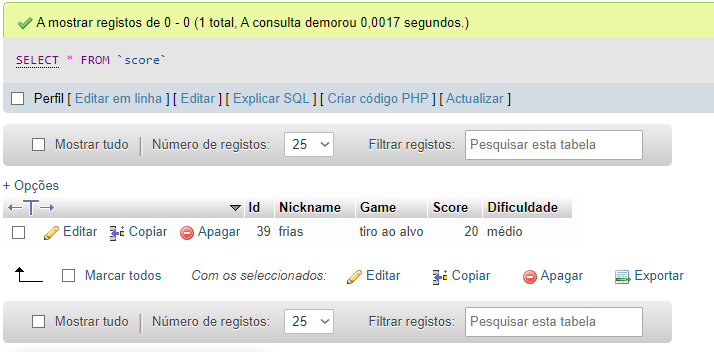 A mostrar registos de 0 - 0 (1 total, A consulta demorou 0,0017 segundos.)
SELECT * FROM `score`
Perfil [ Editar em linha ] [ Editar ] [ Explicar SQL ] [ Criar código PHP ] [ Actualizar ]
Mostrar tudo Número de registos: 25 Filtrar registos: Pesquisar esta tabela
+ Opções
←T→ Id Nickname Game Score Dificuldade
Editar Copiar Apagar 39 frias tiro ao alvo 20 médio
Marcar todos Com os seleccionados: Editar Copiar Apagar Exportar
Mostrar tudo Número de registos: 25 Filtrar registos: Pesquisar esta tabela